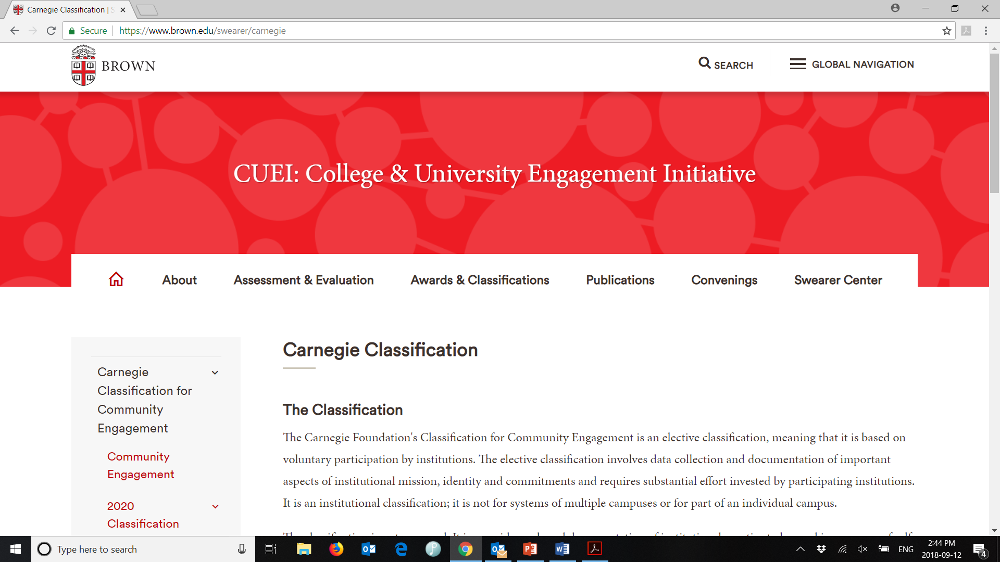 Carnegie Classification | S
Secure
https://www.brown.edu/swearer/carnegie
BROWN
SEARCH
GLOBAL NAVIGATION
CUEI: College & University Engagement Initiative
About
Assessment & Evaluation
Awards & Classifications
Publications
Convenings
Swearer Center
Carnegie
Classification for
Community
Engagement
Community
Engagement
2020
Classification
Carnegie Classification
The Classification
The Carnegie Foundation's Classification for Community Engagement is an elective classification, meaning that it is based on
voluntary participation by institutions. The elective classification involves data collection and documentation of important
aspects of institutional mission, identity and commitments and requires substantial effort invested by participating institutions.
It is an institutional classification; it is not for systems of multiple campuses or for part of an individual campus.
Type here to search
ENG
2:44 PM
2018-09-12
4